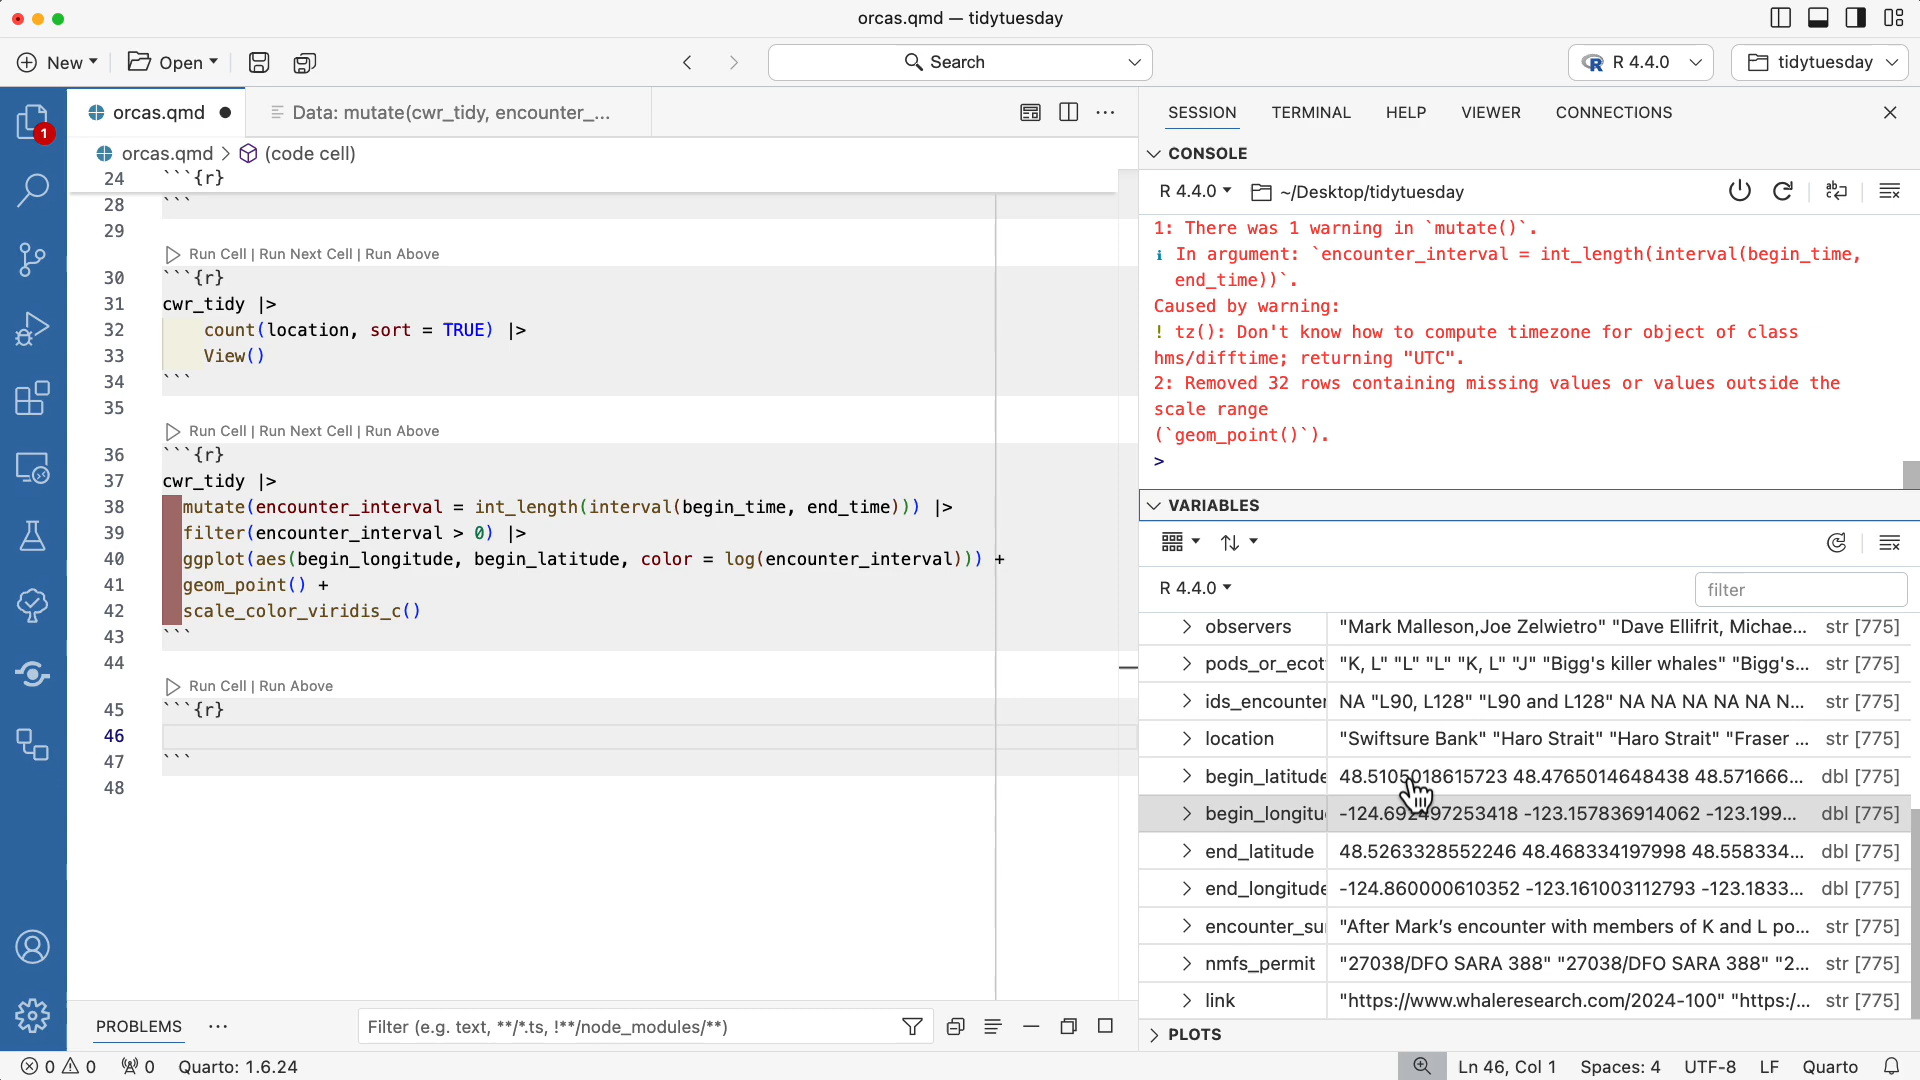 orcas.qmd — tidytuesday
New
Open
Search
R 4.4.0
tidytuesday
1
orcas.qmd
Data: mutate(cwr_tidy, encounter_...
orcas.qmd > (code cell)
24 ```{r}
28 ```
29
Run Cell | Run Next Cell | Run Above
30 ```{r}
31 cwr_tidy |>
32 count(location, sort = TRUE) |>
33 View()
34 ```
35
Run Cell | Run Next Cell | Run Above
36 ```{r}
37 cwr_tidy |>
38 mutate(encounter_interval = int_length(interval(begin_time, end_time))) |>
39 filter(encounter_interval > 0) |>
40 ggplot(aes(begin_longitude, begin_latitude, color = log(encounter_interval))) +
41 geom_point() +
42 scale_color_viridis_c()
43 ```
44
Run Cell | Run Above
45 ```{r}
46
47 ```
48
PROBLEMS
Filter (e.g. text, **/*.ts, !**/node_modules/**)
SESSION TERMINAL HELP VIEWER CONNECTIONS
CONSOLE
R 4.4.0 ~/Desktop/tidytuesday
1: There was 1 warning in `mutate()`.
i In argument: `encounter_interval = int_length(interval(begin_time,
end_time))`.
Caused by warning:
! tz(): Don't know how to compute timezone for object of class
hms/difftime; returning "UTC".
2: Removed 32 rows containing missing values or values outside the
scale range
(`geom_point()`).
>
VARIABLES
R 4.4.0
filter
observers "Mark Malleson,Joe Zelwietro" "Dave Ellifrit, Michae... str [775]
pods_or_ecot "K, L" "L" "L" "K, L" "J" "Bigg's killer whales" "Bigg's... str [775]
ids_encounter NA "L90, L128" "L90 and L128" NA NA NA NA NA N... str [775]
location "Swiftsure Bank" "Haro Strait" "Haro Strait" "Fraser ... str [775]
begin_latitude 48.5105018615723 48.4765014648438 48.571666... dbl [775]
begin_longitu -124.692497253418 -123.157836914062 -123.199... dbl [775]
end_latitude 48.5263328552246 48.468334197998 48.558334... dbl [775]
end_longitude -124.860000610352 -123.161003112793 -123.1833... dbl [775]
encounter_su "After Mark’s encounter with members of K and L po... str [775]
nmfs_permit "27038/DFO SARA 388" "27038/DFO SARA 388" "2... str [775]
link "https://www.whaleresearch.com/2024-100" "https:/... str [775]
PLOTS
0 0 0 Quarto: 1.6.24
Ln 46, Col 1 Spaces: 4 UTF-8 LF Quarto